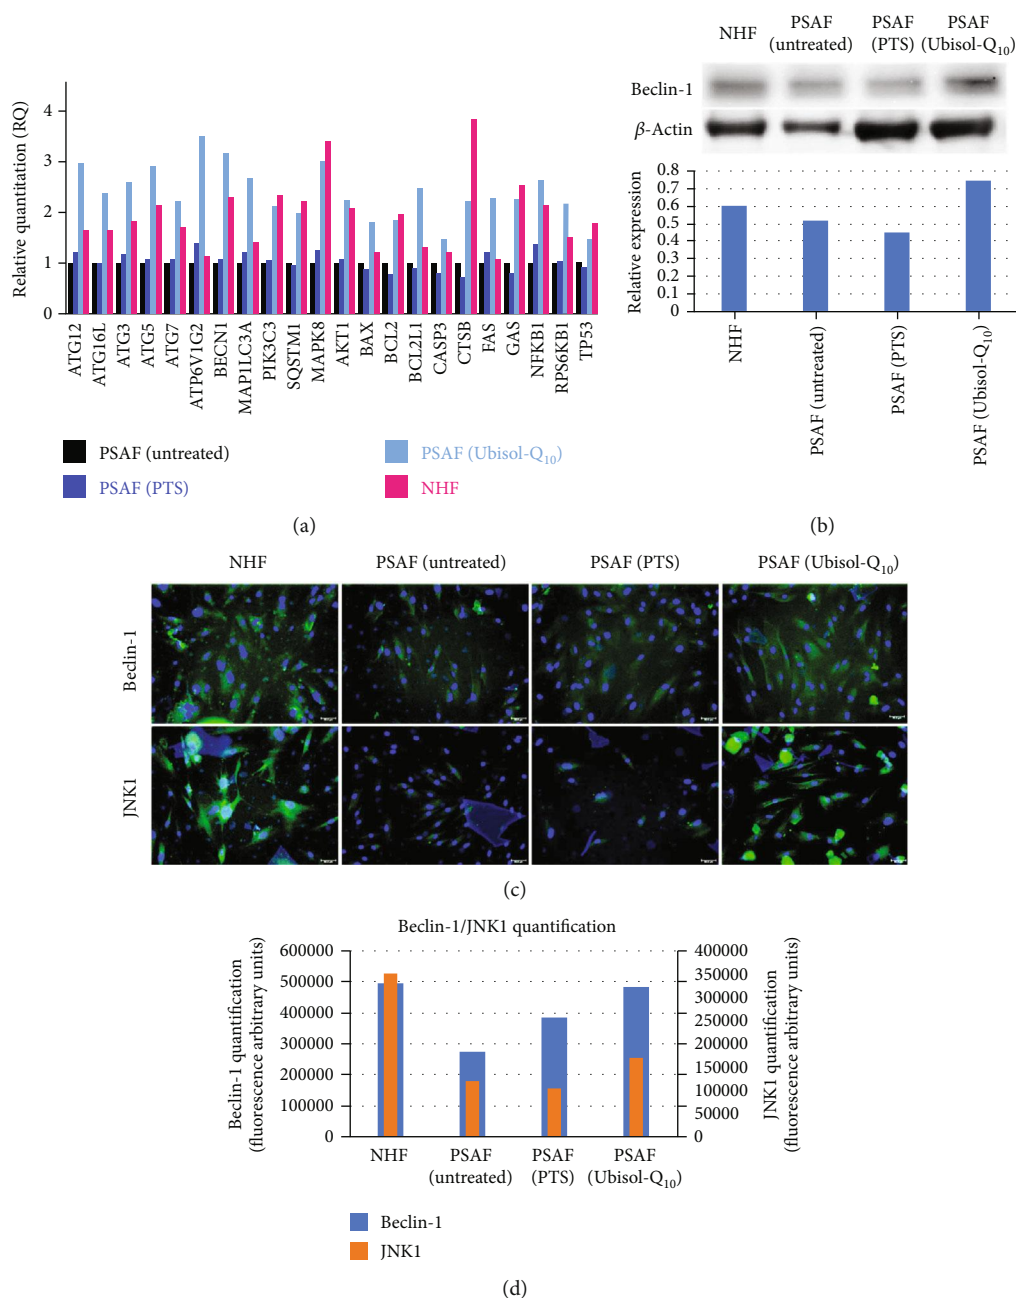 Relative quantitation (RQ)
4
3
2
1
0
ATG12
ATG16L
ATG3
ATG5
ATG7
ATP6V1G2
BECN1
MAP1LC3A
PIK3C3
SQSTM1
MAPK8
AKT1
BAX
BCL2
BCL2L1
CASP3
CTSB
FAS
GAS
NFKB1
RPS6KB1
TP53
PSAF (untreated)
PSAF (PTS)
PSAF (Ubisol-Q10)
NHF
(a)
NHF
PSAF
(untreated)
PSAF
(PTS)
PSAF
(Ubisol-Q10)
Beclin-1
β-Actin
Relative expression
0.8
0.7
0.6
0.5
0.4
0.3
0.2
0.1
0
NHF
PSAF (untreated)
PSAF (PTS)
PSAF (Ubisol-Q10)
(b)
NHF
PSAF (untreated)
PSAF (PTS)
PSAF (Ubisol-Q10)
Beclin-1
JNK1
(c)
Beclin-1/JNK1 quantification
Beclin-1 quantification
(fluorescence arbitrary units)
600000
500000
400000
300000
200000
100000
0
400000
350000
300000
250000
200000
150000
100000
50000
0
JNK1 quantification
(fluorescence arbitrary units)
NHF
PSAF
(untreated)
PSAF
(PTS)
PSAF
(Ubisol-Q10)
Beclin-1
JNK1
(d)